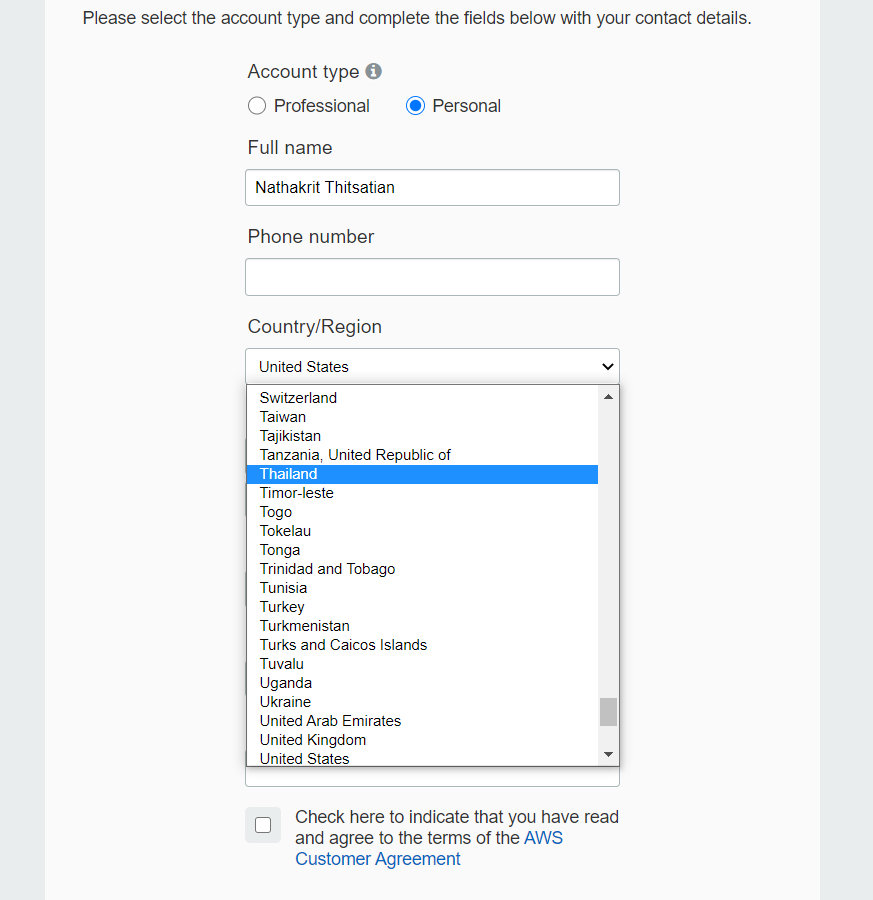 Please select the account type and complete the fields below with your contact details.
Account type
Professional Personal
Full name
Nathakrit Thitsatian
Phone number
Country/Region
United States
Switzerland
Taiwan
Tajikistan
Tanzania, United Republic of
Thailand
Timor-leste
Togo
Tokelau
Tonga
Trinidad and Tobago
Tunisia
Turkey
Turkmenistan
Turks and Caicos Islands
Tuvalu
Uganda
Ukraine
United Arab Emirates
United Kingdom
United States
Check here to indicate that you have read
and agree to the terms of the AWS
Customer Agreement